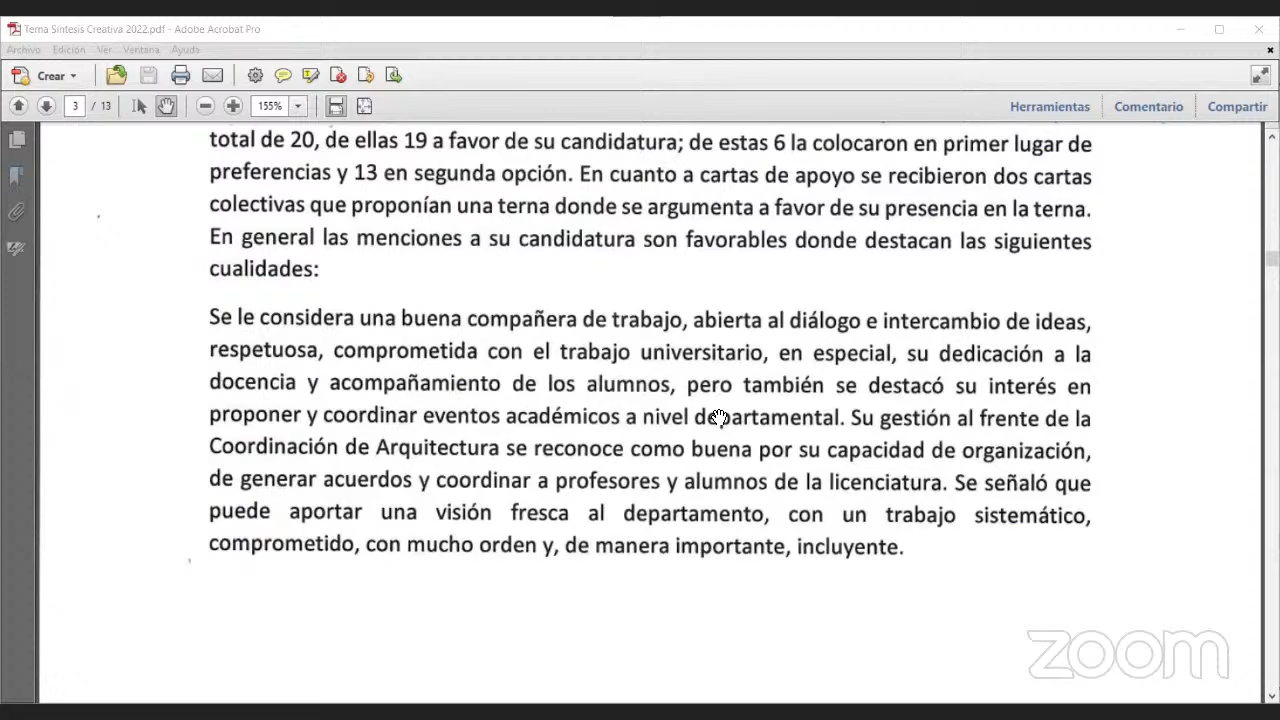 Tema Síntesis Creativa 2022.pdf - Adobe Acrobat Pro
Archivo Edición Ver Ventana Ayuda
Crear
3 / 13 155% Herramientas Comentario Compartir
total de 20, de ellas 19 a favor de su candidatura; de estas 6 la colocaron en primer lugar de
preferencias y 13 en segunda opción. En cuanto a cartas de apoyo se recibieron dos cartas
colectivas que proponían una terna donde se argumenta a favor de su presencia en la terna.
En general las menciones a su candidatura son favorables donde destacan las siguientes
cualidades:
Se le considera una buena compañera de trabajo, abierta al diálogo e intercambio de ideas,
respetuosa, comprometida con el trabajo universitario, en especial, su dedicación a la
docencia y acompañamiento de los alumnos, pero también se destacó su interés en
proponer y coordinar eventos académicos a nivel departamental. Su gestión al frente de la
Coordinación de Arquitectura se reconoce como buena por su capacidad de organización,
de generar acuerdos y coordinar a profesores y alumnos de la licenciatura. Se señaló que
puede aportar una visión fresca al departamento, con un trabajo sistemático,
comprometido, con mucho orden y, de manera importante, incluyente.
zoom